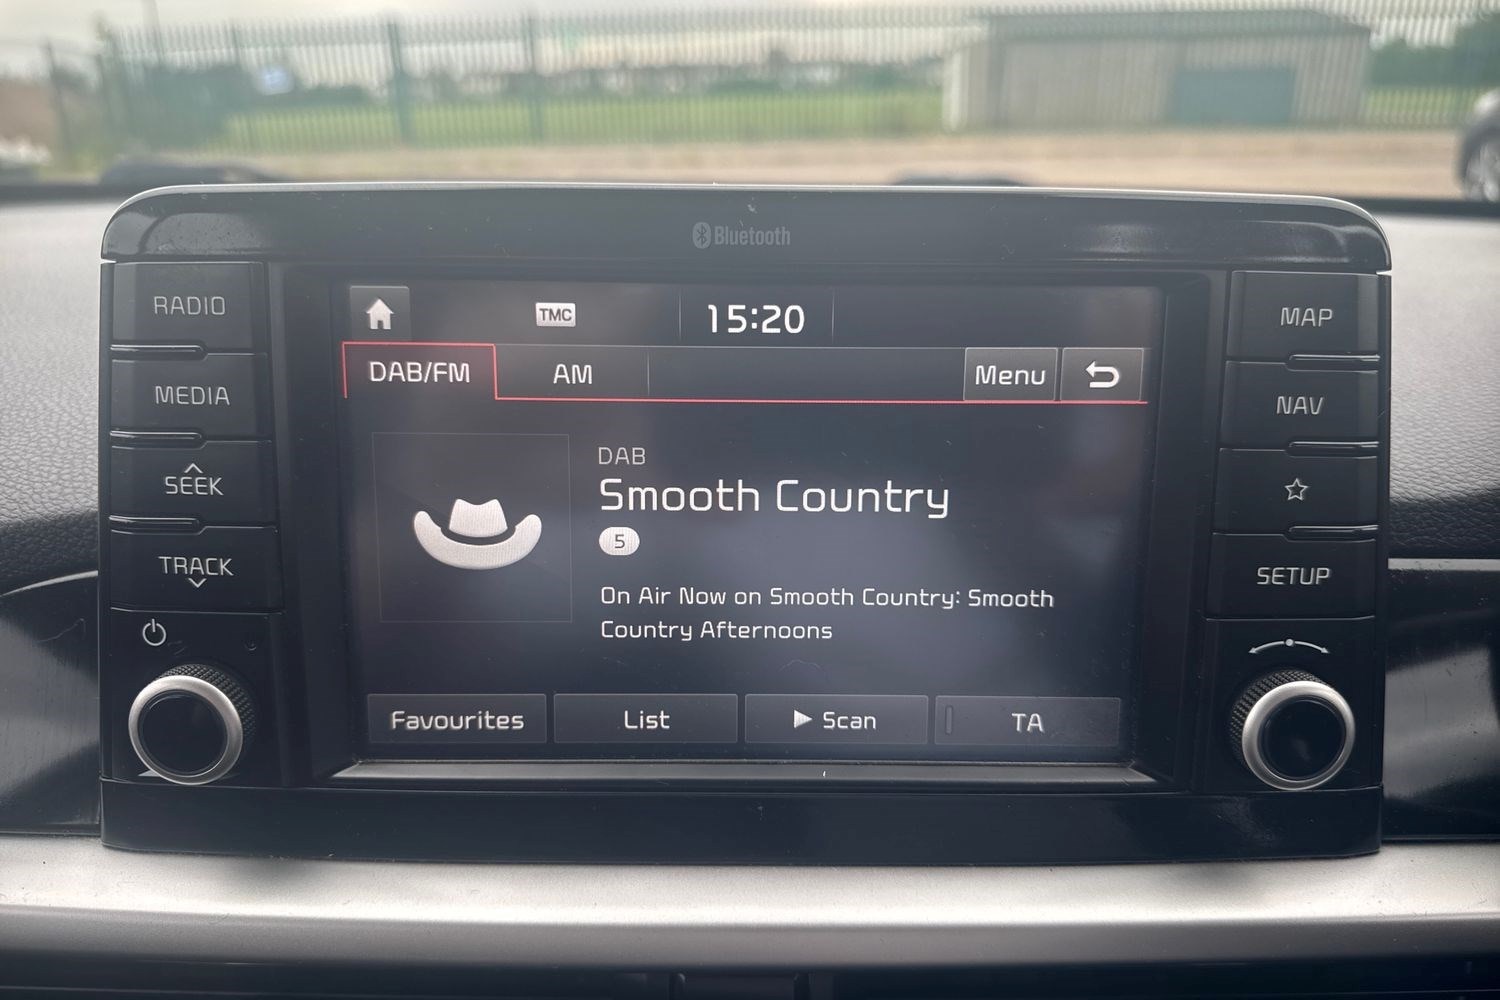 Bluetooth
RADIO
MEDIA
SEEK
TRACK
TMC
15:20
DAB/FM
AM
Menu
DAB
Smooth Country
5
On Air Now on Smooth Country: Smooth
Country Afternoons
Favourites
List
Scan
TA
MAP
NAV
SETUP